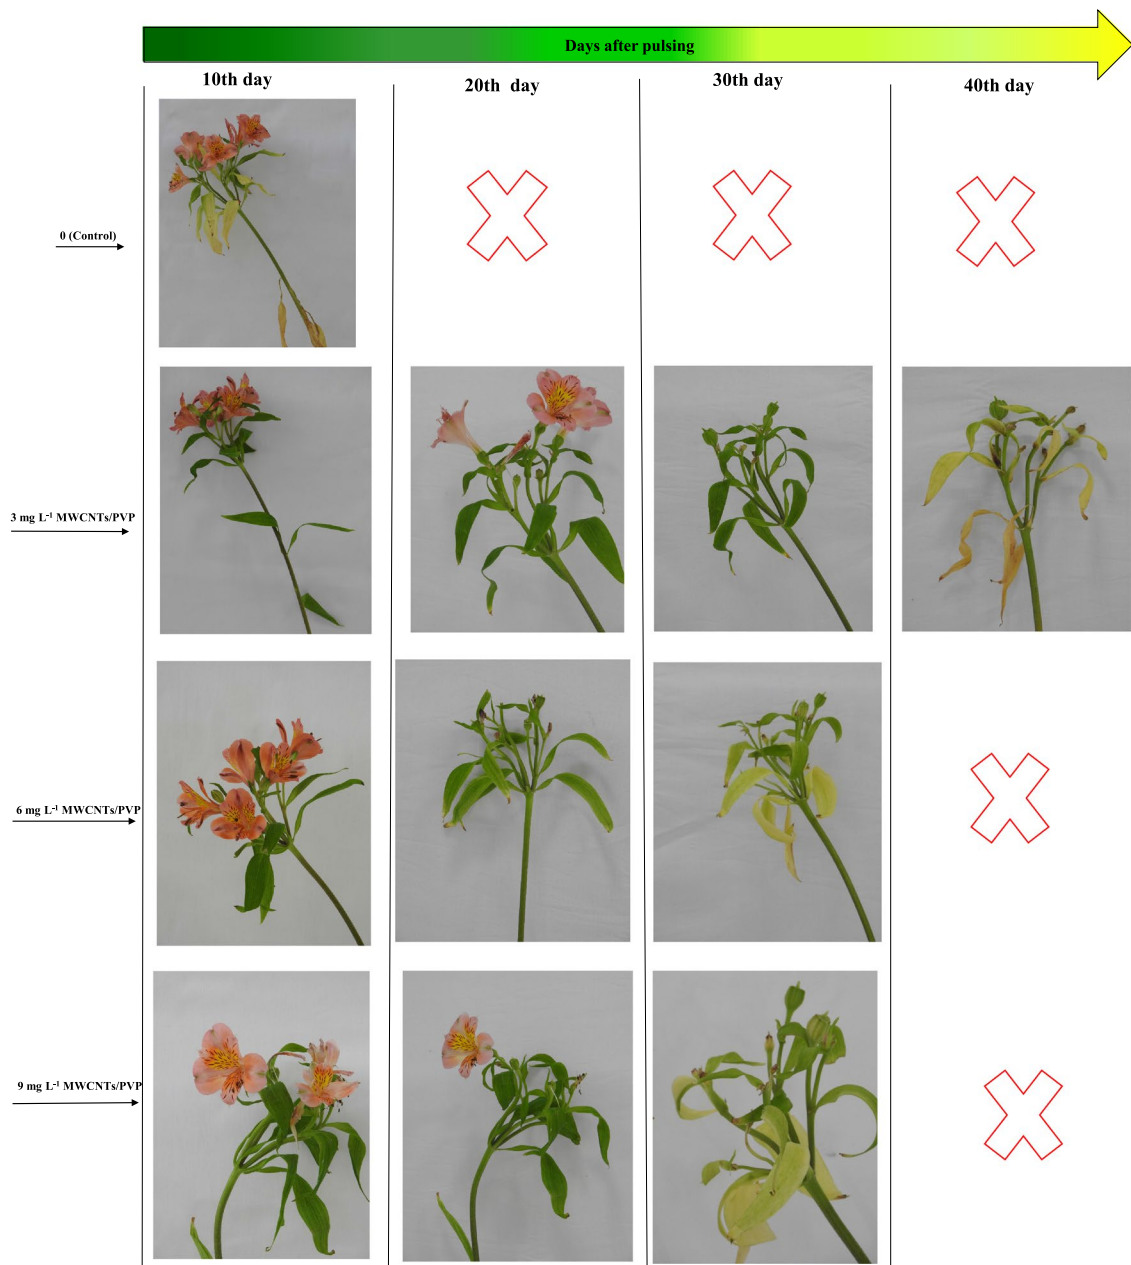 Days after pulsing
10th day
20th  day
30th day
40th day
0 (Control)
3 mg L⁻¹ MWCNTs/PVP
6 mg L⁻¹ MWCNTs/PVP
9 mg L⁻¹ MWCNTs/PVP